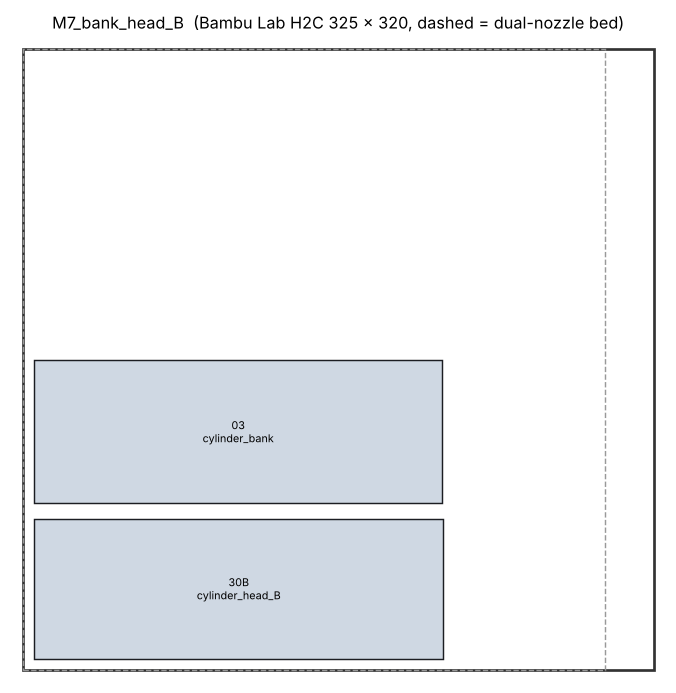 M7_bank_head_B  (Bambu Lab H2C 325 × 320, dashed = dual-nozzle bed)
03
cylinder_bank
30B
cylinder_head_B